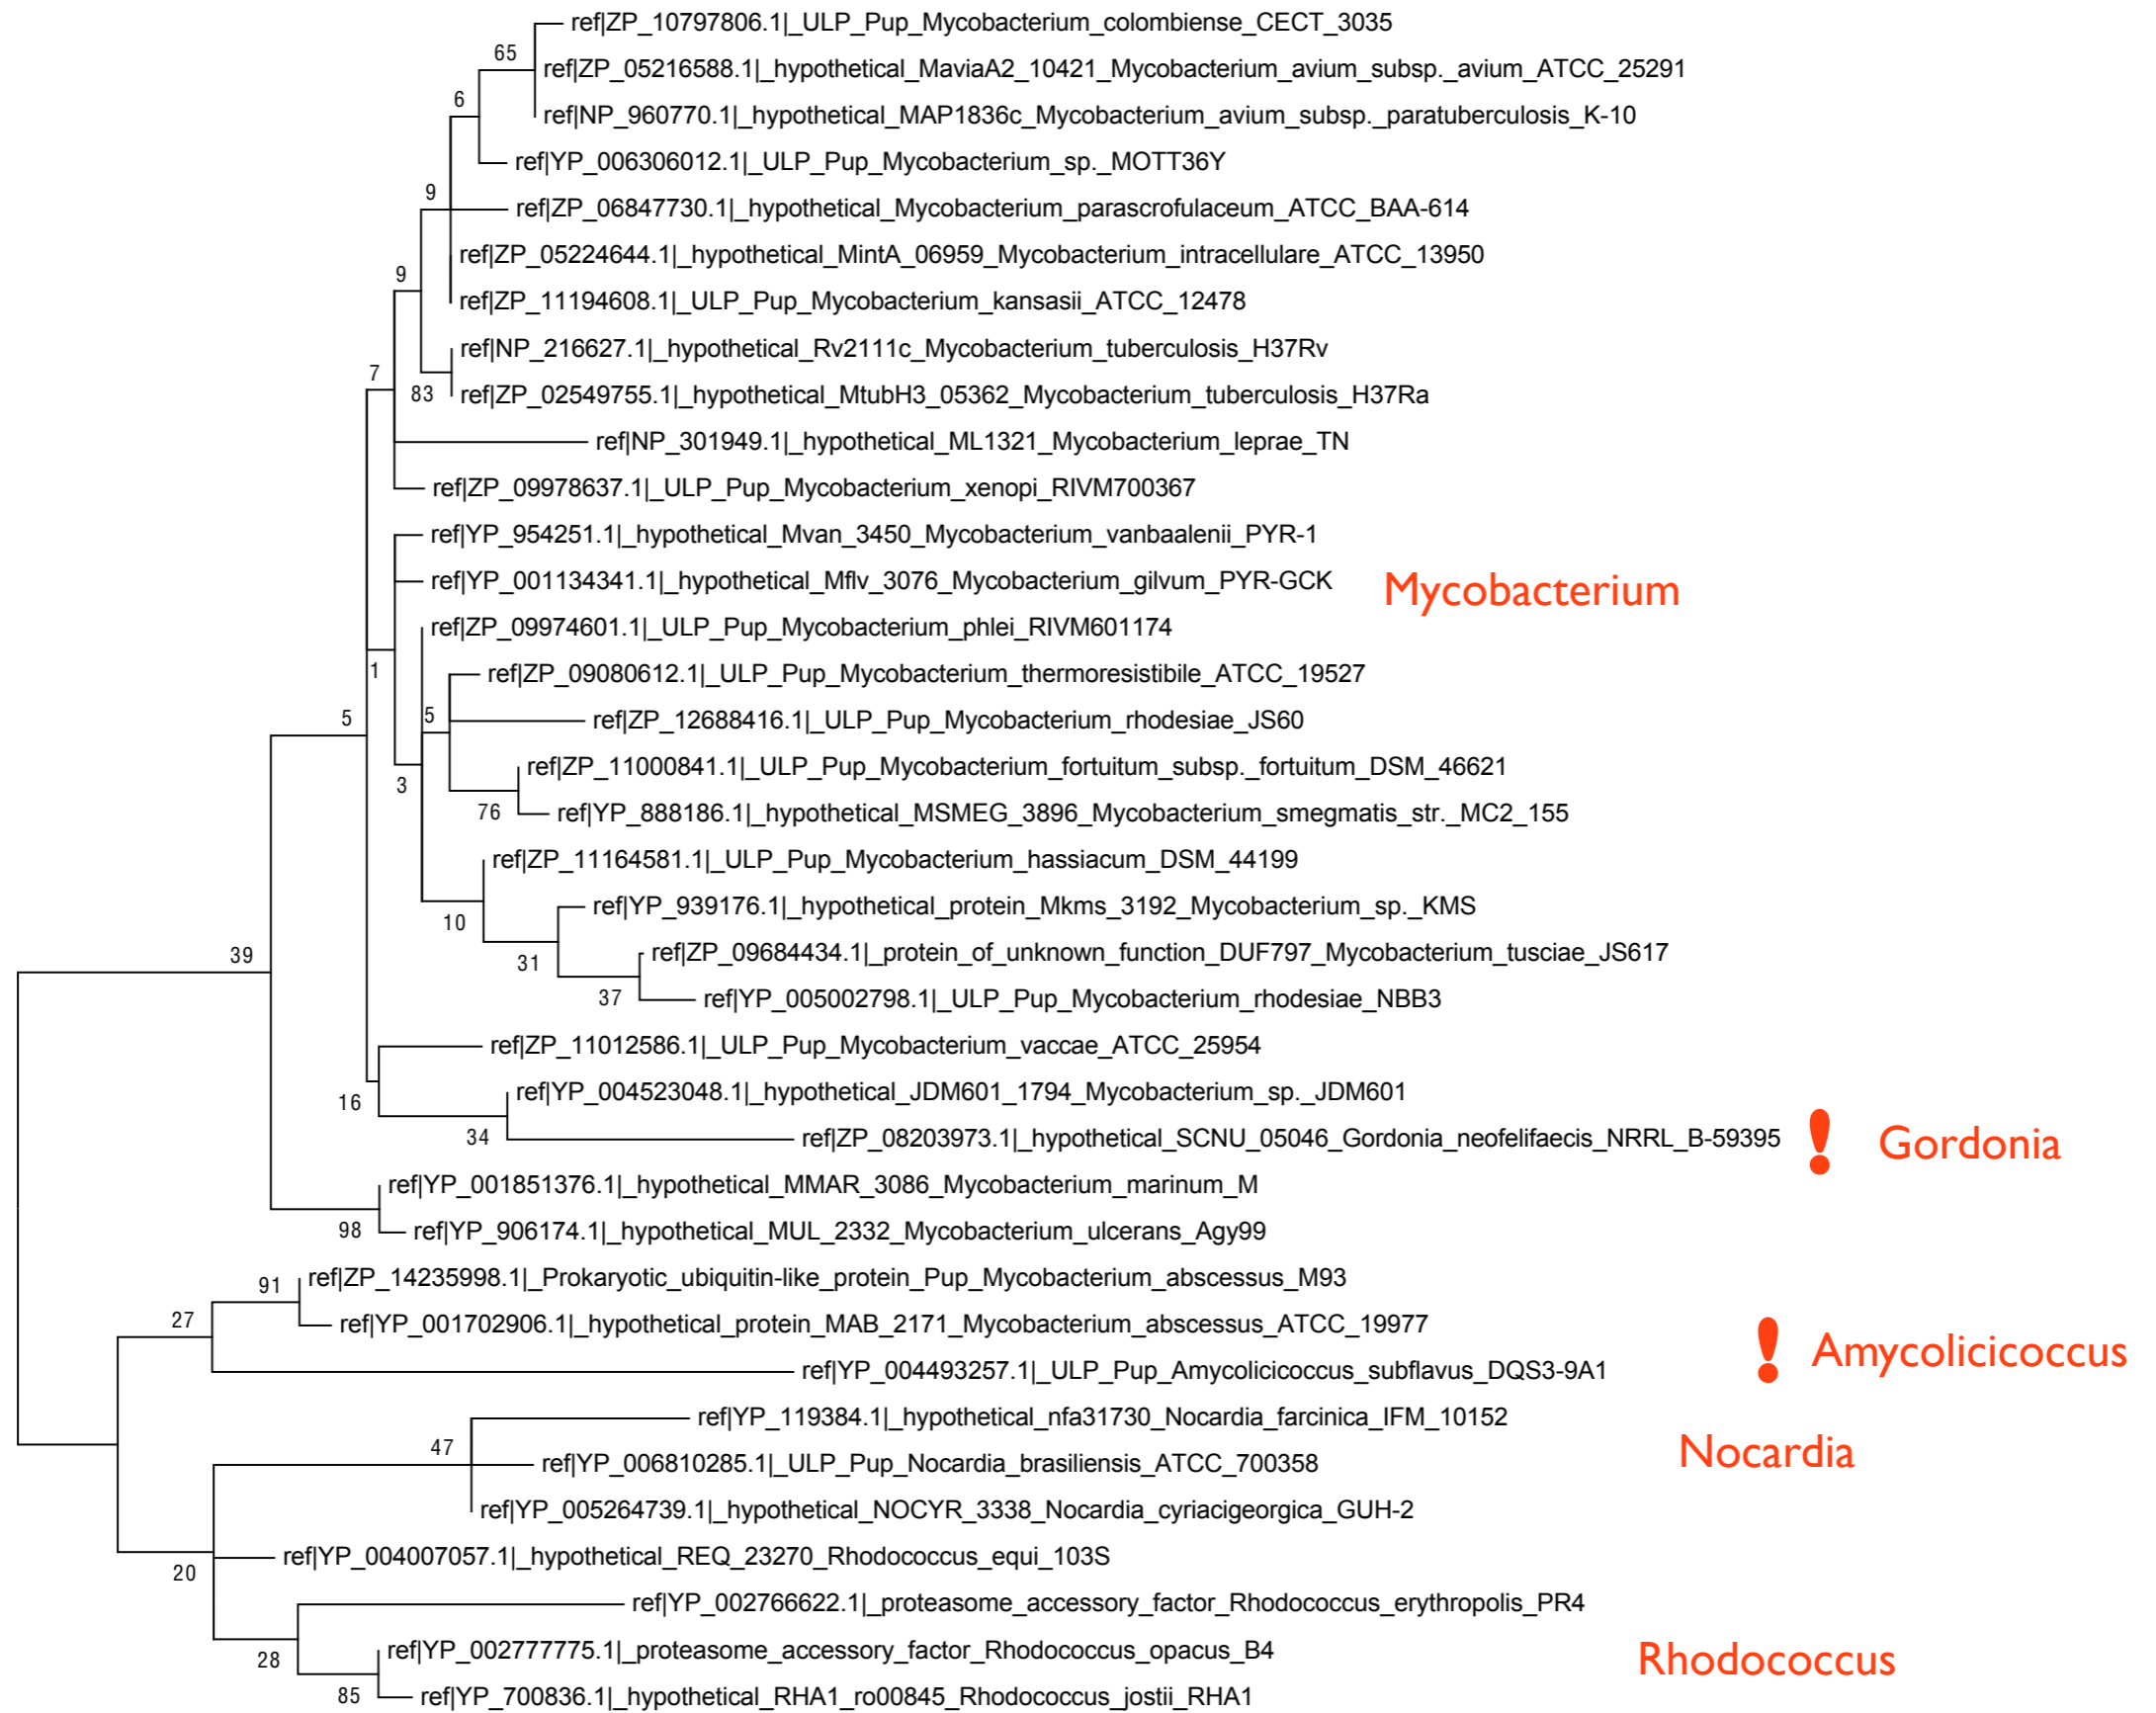 ref|ZP_10797806.1|_ULP_Pup_Mycobacterium_colombiense_CECT_3035
65
ref|ZP_05216588.1|_hypothetical_MaviaA2_10421_Mycobacterium_avium_subsp._avium_ATCC_25291
6
ref|NP_960770.1|_hypothetical_MAP1836c_Mycobacterium_avium_subsp._paratuberculosis_K-10
ref|YP_006306012.1|_ULP_Pup_Mycobacterium_sp._MOTT36Y
9
ref|ZP_06847730.1|_hypothetical_Mycobacterium_parascrofulaceum_ATCC_BAA-614
ref|ZP_05224644.1|_hypothetical_MintA_06959_Mycobacterium_intracellulare_ATCC_13950
9
ref|ZP_11194608.1|_ULP_Pup_Mycobacterium_kansasii_ATCC_12478
ref|NP_216627.1|_hypothetical_Rv2111c_Mycobacterium_tuberculosis_H37Rv
7
83
ref|ZP_02549755.1|_hypothetical_MtubH3_05362_Mycobacterium_tuberculosis_H37Ra
ref|NP_301949.1|_hypothetical_ML1321_Mycobacterium_leprae_TN
ref|ZP_09978637.1|_ULP_Pup_Mycobacterium_xenopi_RIVM700367
ref|YP_954251.1|_hypothetical_Mvan_3450_Mycobacterium_vanbaalenii_PYR-1
ref|YP_001134341.1|_hypothetical_Mflv_3076_Mycobacterium_gilvum_PYR-GCK
Mycobacterium
ref|ZP_09974601.1|_ULP_Pup_Mycobacterium_phlei_RIVM601174
1
ref|ZP_09080612.1|_ULP_Pup_Mycobacterium_thermoresistibile_ATCC_19527
5
5
ref|ZP_12688416.1|_ULP_Pup_Mycobacterium_rhodesiae_JS60
ref|ZP_11000841.1|_ULP_Pup_Mycobacterium_fortuitum_subsp._fortuitum_DSM_46621
3
76
ref|YP_888186.1|_hypothetical_MSMEG_3896_Mycobacterium_smegmatis_str._MC2_155
ref|ZP_11164581.1|_ULP_Pup_Mycobacterium_hassiacum_DSM_44199
10
ref|YP_939176.1|_hypothetical_protein_Mkms_3192_Mycobacterium_sp._KMS
39
31
ref|ZP_09684434.1|_protein_of_unknown_function_DUF797_Mycobacterium_tusciae_JS617
37
ref|YP_005002798.1|_ULP_Pup_Mycobacterium_rhodesiae_NBB3
ref|ZP_11012586.1|_ULP_Pup_Mycobacterium_vaccae_ATCC_25954
16
ref|YP_004523048.1|_hypothetical_JDM601_1794_Mycobacterium_sp._JDM601
34
ref|ZP_08203973.1|_hypothetical_SCNU_05046_Gordonia_neofelifaecis_NRRL_B-59395
! Gordonia
ref|YP_001851376.1|_hypothetical_MMAR_3086_Mycobacterium_marinum_M
98
ref|YP_906174.1|_hypothetical_MUL_2332_Mycobacterium_ulcerans_Agy99
91
ref|ZP_14235998.1|_Prokaryotic_ubiquitin-like_protein_Pup_Mycobacterium_abscessus_M93
27
ref|YP_001702906.1|_hypothetical_protein_MAB_2171_Mycobacterium_abscessus_ATCC_19977
! Amycolicicoccus
ref|YP_004493257.1|_ULP_Pup_Amycolicicoccus_subflavus_DQS3-9A1
ref|YP_119384.1|_hypothetical_nfa31730_Nocardia_farcinica_IFM_10152
47
Nocardia
ref|YP_006810285.1|_ULP_Pup_Nocardia_brasiliensis_ATCC_700358
ref|YP_005264739.1|_hypothetical_NOCYR_3338_Nocardia_cyriacigeorgica_GUH-2
ref|YP_004007057.1|_hypothetical_REQ_23270_Rhodococcus_equi_103S
20
ref|YP_002766622.1|_proteasome_accessory_factor_Rhodococcus_erythropolis_PR4
28
ref|YP_002777775.1|_proteasome_accessory_factor_Rhodococcus_opacus_B4
Rhodococcus
85
ref|YP_700836.1|_hypothetical_RHA1_ro00845_Rhodococcus_jostii_RHA1